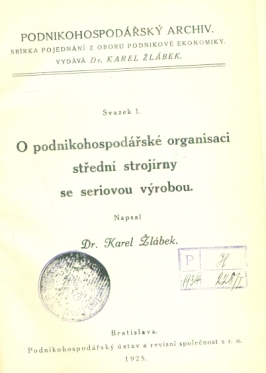 PODNIKOHOSPODÁŘSKÝ ARCHIV.
SBÍRKA POJEDNÁNÍ Z OBORU PODNIKOVÉ EKONOMIKY.
VYDÁVÁ Dr. KAREL ŽLÁBEK.
Svazek 1.
O podnikohospodářské organisaci
střední strojírny
se seriovou výrobou.
Napsal
Dr. Karel Žlábek.
P
Bratislava.
Podnikohospodářský ústav a revisní společnost s r. o.
1925.